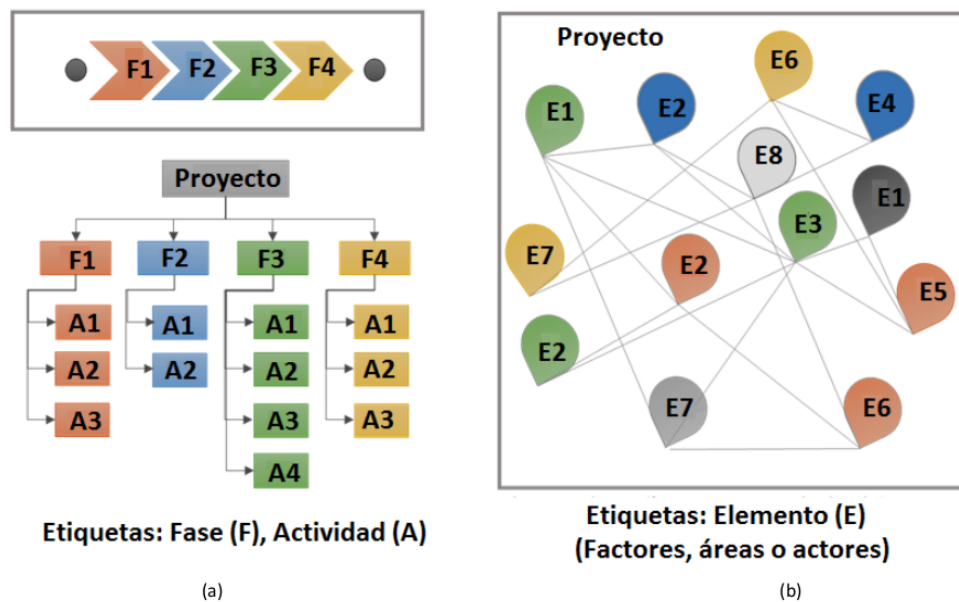 F1 F2 F3 F4
Proyecto
F1 F2 F3 F4
A1 A1 A1 A1
A2 A2 A2 A2
A3 A3 A3
A4
Etiquetas: Fase (F), Actividad (A)
(a)
Proyecto
E6
E1 E2 E4
E8
E1
E3
E7 E2 E5
E2
E7 E6
Etiquetas: Elemento (E)
(Factores, áreas o actores)
(b)